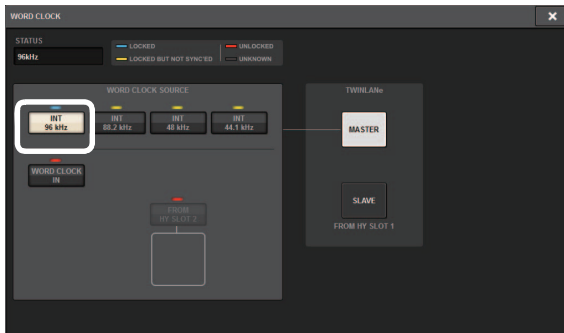 WORD CLOCK
STATUS
96kHz
LOCKED
UNLOCKED
LOCKED BUT NOT SYNC'ED
UNKNOWN
WORD CLOCK SOURCE
INT
96 kHz
INT
88.2 kHz
INT
48 kHz
INT
44.1 kHz
WORD CLOCK
IN
FROM
HY SLOT 2
TWINLANe
MASTER
SLAVE
FROM HY SLOT 1